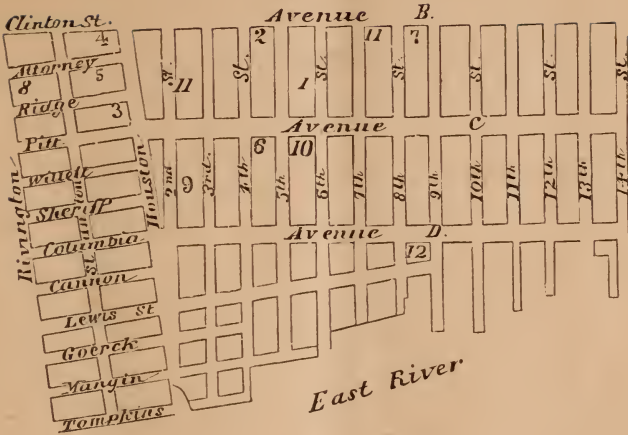 Clinton St.
Avenue B.
4
2
11
7
Attorney
St.
St.
St.
St.
St.
St.
St.
8
5
11
1
Ridge
3
Avenue C
Pitt
6
10
Willett
Houston
2nd
9
3rd.
4th
5th
6th
7th
8th
9th
10th
11th
12th
13th
14th
Rivington
Sheriff
St
Avenue D.
Columbia
12
Cannon
Lewis St
Goerck
East River
Mangin
Tompkins